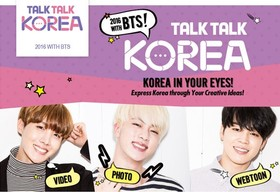 TALK TALK
KOREA
2016 WITH BTS
2016
WITH
BTS!
TALK TALK
KOREA
KOREA IN YOUR EYES!
Express Korea through Your Creative Ideas!
VIDEO
PHOTO
WEBTOON